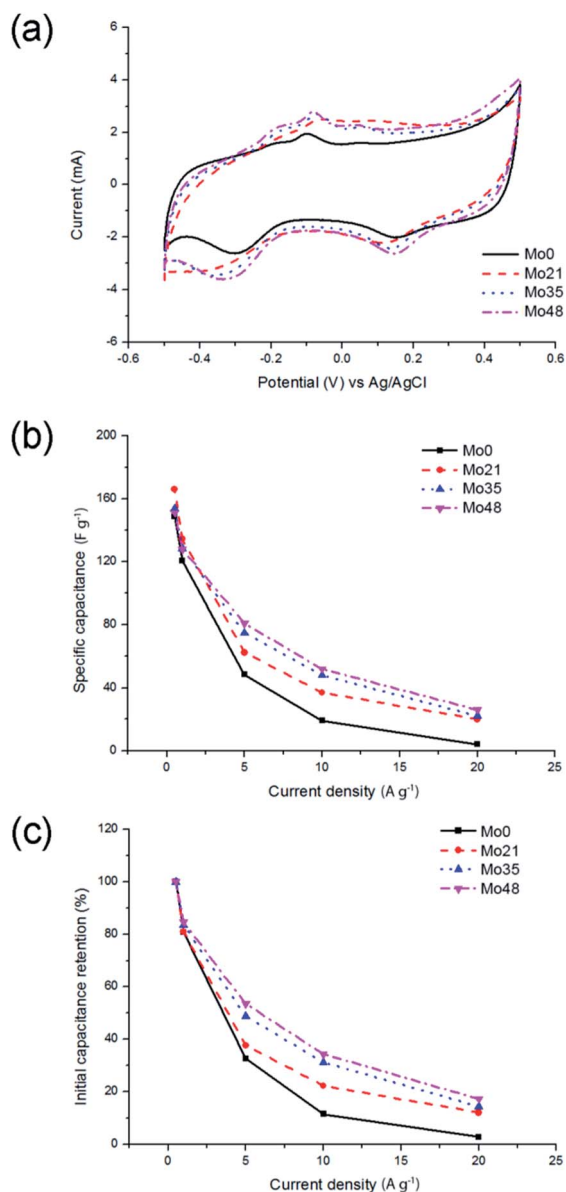 (a)
6
4
2
0
-2
-4
-6
Current (mA)
Mo0
Mo21
Mo35
Mo48
-0.6 -0.4 -0.2 0.0 0.2 0.4 0.6
Potential (V) vs Ag/AgCl
(b)
200
160
120
80
40
0
Specific capacitance (F g⁻¹)
Mo0
Mo21
Mo35
Mo48
0 5 10 15 20 25
Current density (A g⁻¹)
(c)
120
100
80
60
40
20
0
Initial capacitance retention (%)
Mo0
Mo21
Mo35
Mo48
0 5 10 15 20 25
Current density (A g⁻¹)